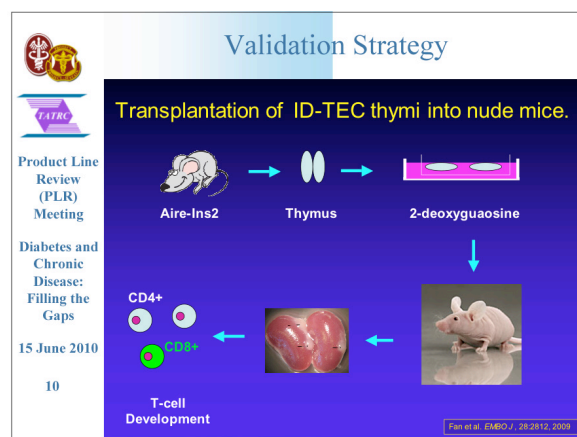 Validation Strategy
TATRC
Product Line
Review
(PLR)
Meeting
Diabetes and
Chronic
Disease:
Filling the
Gaps
15 June 2010
10
Transplantation of ID-TEC thymi into nude mice.
Aire-Ins2
Thymus
2-deoxyguaosine
CD4+
CD8+
T-cell
Development
Fan et al. EMBO J , 28:2812, 2009